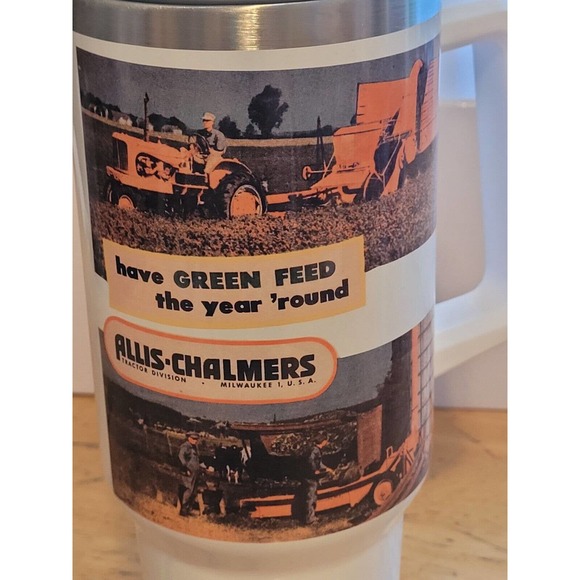 have GREEN FEED
the year 'round
ALLIS-CHALMERS
TRACTOR DIVISION · MILWAUKEE 1, U.S.A.